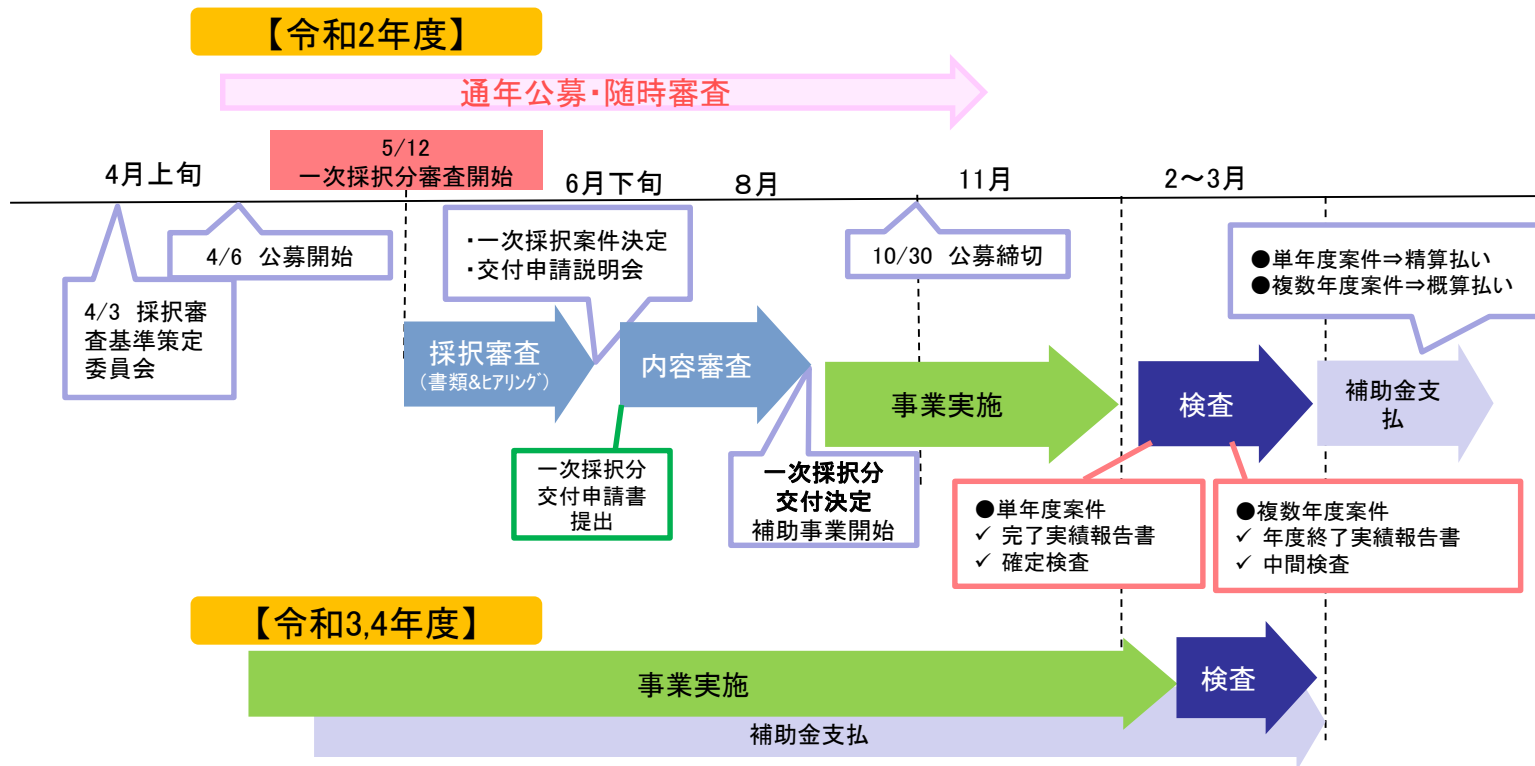 【令和2年度】
通年公募・随時審査
5/12
一次採択分審査開始
4月上旬
6月下旬
8月
11月
2～3月
4/6 公募開始
4/3 採択審
査基準策定
委員会
・一次採択案件決定
・交付申請説明会
10/30 公募締切
●単年度案件⇒精算払い
●複数年度案件⇒概算払い
採択審査
（書類&ﾋｱﾘﾝｸﾞ）
内容審査
事業実施
検査
補助金支
払
一次採択分
交付申請書
提出
一次採択分
交付決定
補助事業開始
●単年度案件
✓ 完了実績報告書
✓ 確定検査
●複数年度案件
✓ 年度終了実績報告書
✓ 中間検査
【令和3,4年度】
事業実施
検査
補助金支払